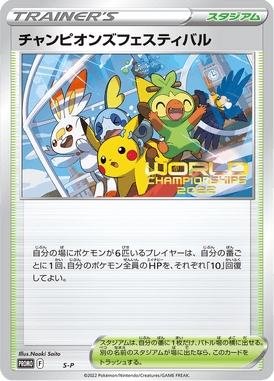 TRAINER'S スタジアム
チャンピオンズフェスティバル
WORLD
CHAMPIONSHIPS
2022
自分の場にポケモンが6匹いるプレイヤーは、自分の番ご
とに1回、自分のポケモン全員のHPを、それぞれ「10」回復
してよい。
Illus.Naoki Saito
PROMO F S-P
スタジアムは、自分の番に1枚だけ、バトル場の横に出せる。
別の名前のスタジアムが場に出たなら、このカードを
トラッシュする。
©2022 Pokémon/Nintendo/Creatures/GAME FREAK.